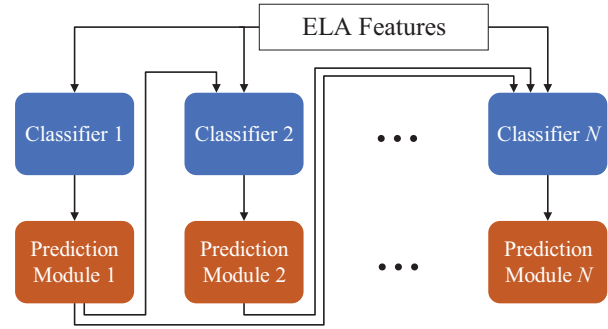 ELA Features
Classifier 1
Classifier 2
...
Classifier N
Prediction
Module 1
Prediction
Module 2
...
Prediction
Module N